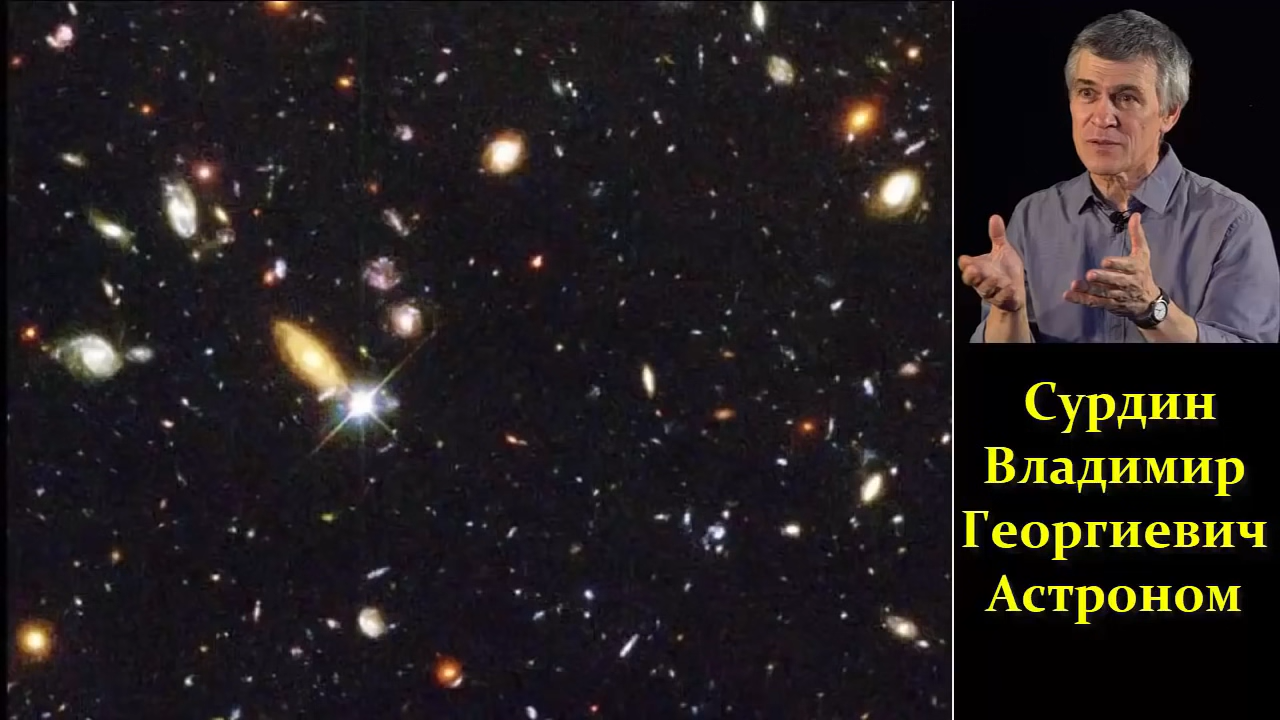 Сурдин
Владимир
Георгиевич
Астроном